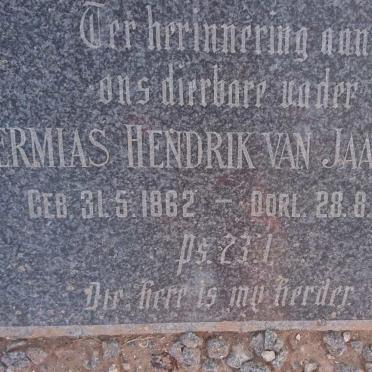 Ter herinnering aan
ons dierbare vader
ERMIAS HENDRIK VAN JAA
GEB. 31.5.1862 – OORL. 28.8.
Ps. 23.1
Die Here is my herder.